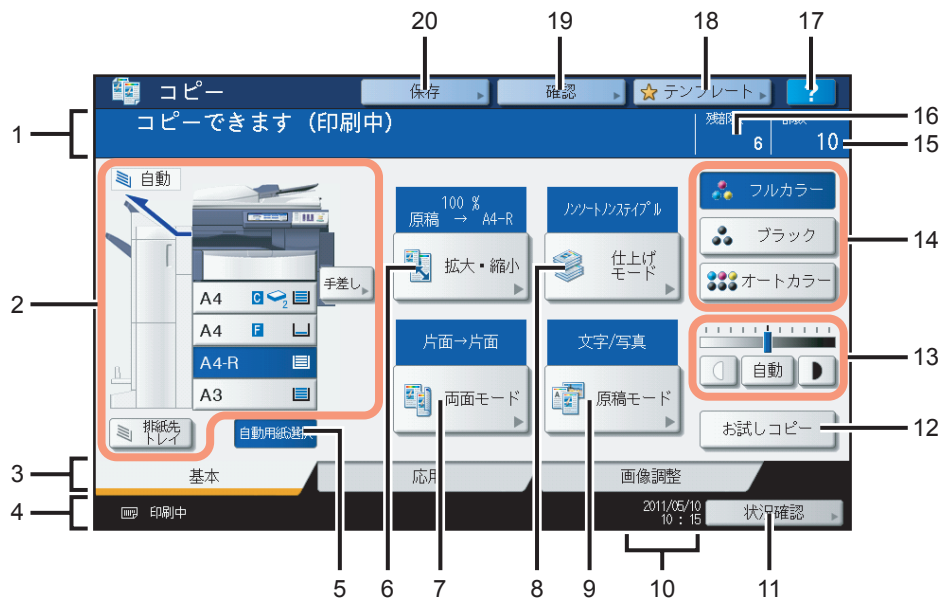 20
19
18
17
コピー
保存
確認
テンプレート
?
1
コピーできます (印刷中)
6
10
16
15
2
自動
手差し
A4 C 2
A4 F
A4-R
A3
排紙先
トレイ
自動用紙選択
100 %
原稿 → A4-R
拡大・縮小
ノンソートノンステイプル
仕上げ
モード
片面→片面
両面モード
文字/写真
原稿モード
フルカラー
ブラック
オートカラー
14
自動
13
お試しコピー
12
3
基本
応用
画像調整
4
印刷中
2011/05/10
10 : 15
状況確認
5
6
7
8
9
10
11